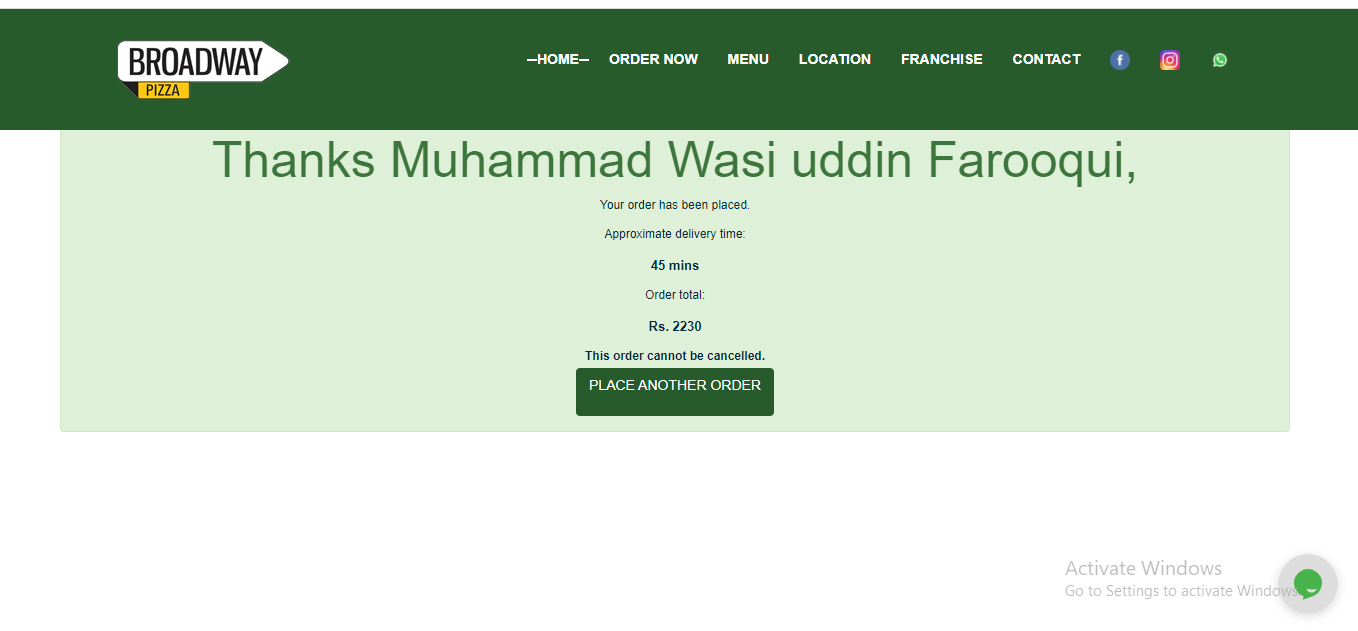 BROADWAY
PIZZA
—HOME— ORDER NOW MENU LOCATION FRANCHISE CONTACT
Thanks Muhammad Wasi uddin Farooqui,
Your order has been placed.
Approximate delivery time:
45 mins
Order total:
Rs. 2230
This order cannot be cancelled.
PLACE ANOTHER ORDER
Activate Windows
Go to Settings to activate Windows.